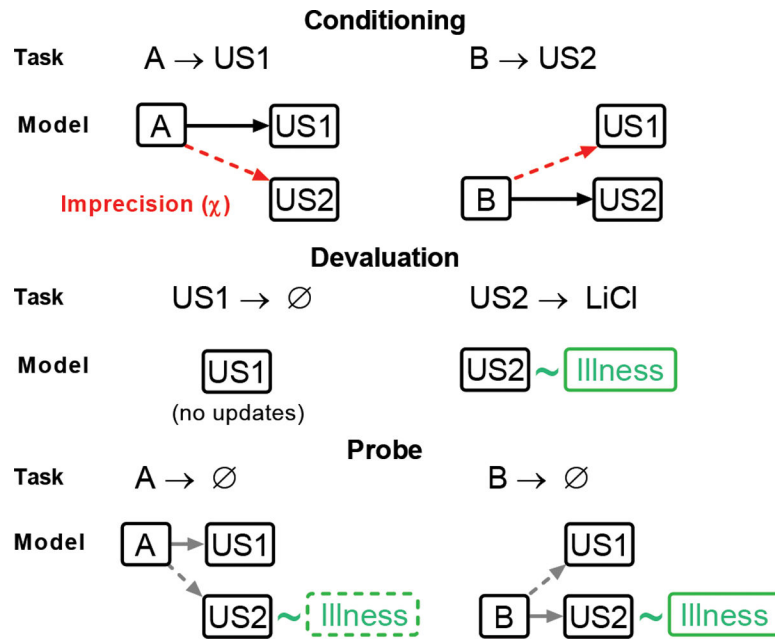 Conditioning
Task A → US1 B → US2
Model A US1 US1
Imprecision (χ) US2 B US2
Devaluation
Task US1 → ∅ US2 → LiCl
Model US1 US2 ~ Illness
(no updates)
Probe
Task A → ∅ B → ∅
Model A US1 US1
US2 ~ Illness B US2 ~ Illness